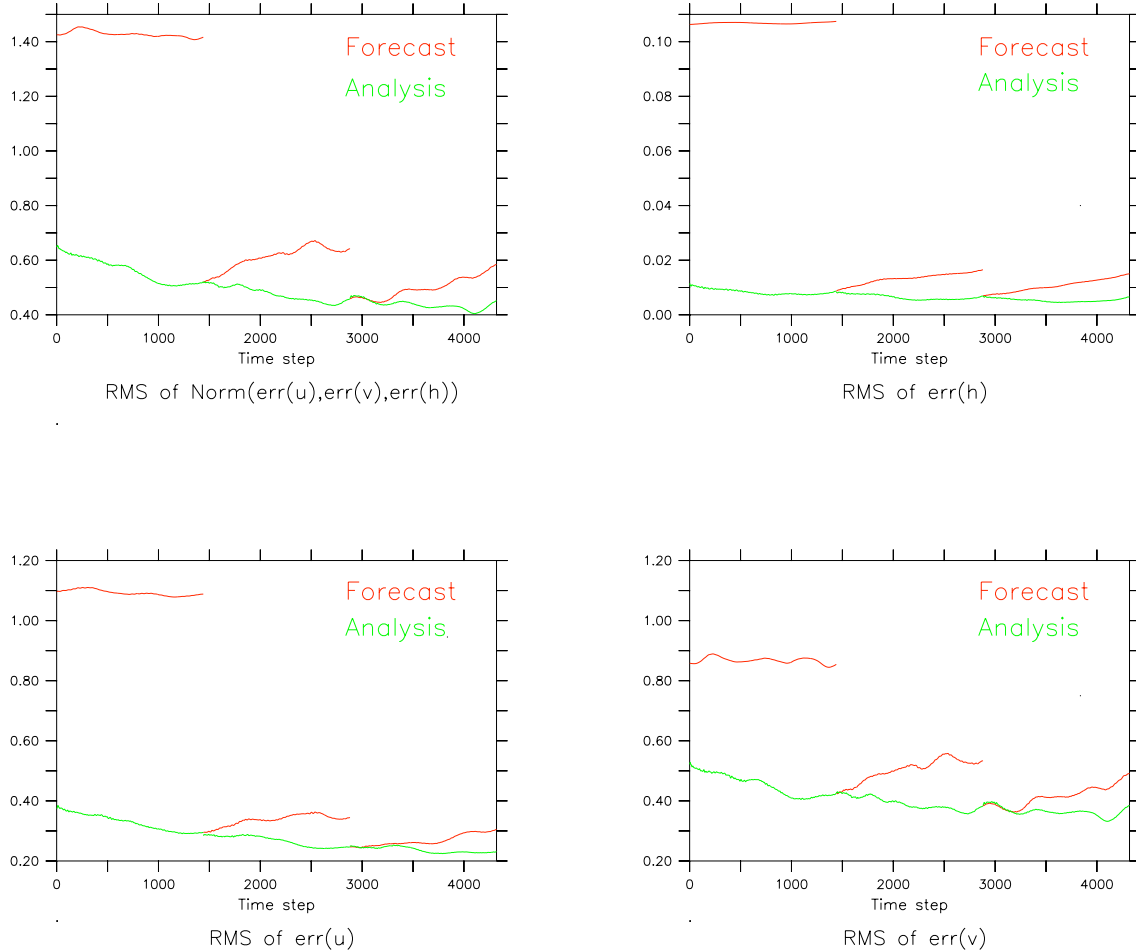 1.40
1.20
1.00
0.80
0.60
0.40
0 1000 2000 3000 4000
Time step
RMS of Norm(err(u),err(v),err(h))
Forecast
Analysis
0.10
0.08
0.06
0.04
0.02
0.00
0 1000 2000 3000 4000
Time step
RMS of err(h)
Forecast
Analysis
1.20
1.00
0.80
0.60
0.40
0.20
0 1000 2000 3000 4000
Time step
RMS of err(u)
Forecast
Analysis
1.20
1.00
0.80
0.60
0.40
0.20
0 1000 2000 3000 4000
Time step
RMS of err(v)
Forecast
Analysis